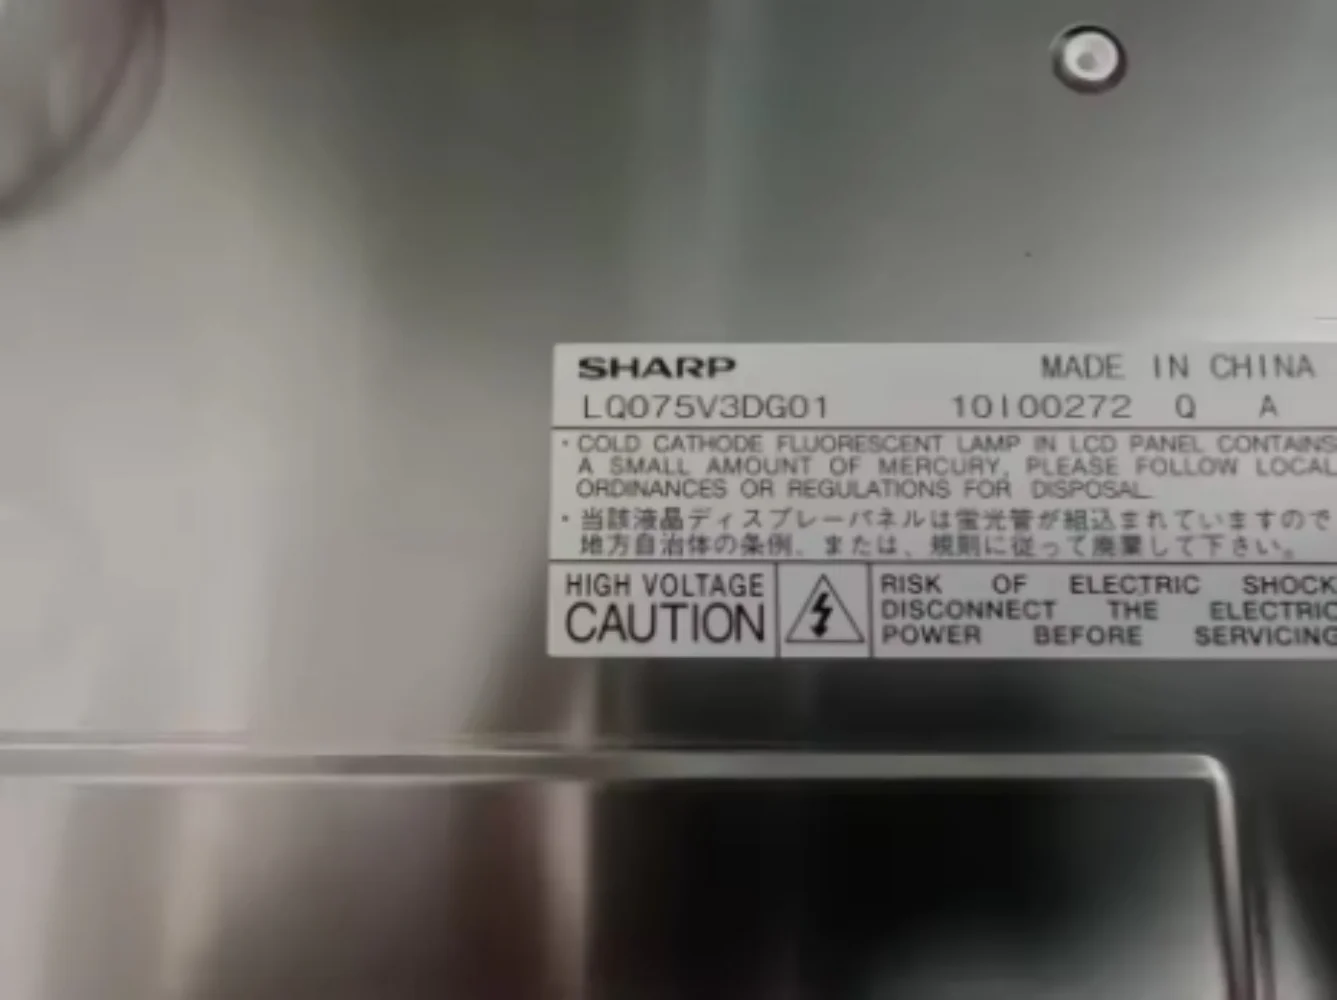 SHARP MADE IN CHINA
LQ075V3DG01 10I00272 Q A
・COLD CATHODE FLUORESCENT LAMP IN LCD PANEL CONTAINS
A SMALL AMOUNT OF MERCURY, PLEASE FOLLOW LOCAL
ORDINANCES OR REGULATIONS FOR DISPOSAL.
・当該液晶ディスプレーパネルは蛍光管が組込まれていますので
地方自治体の条例、または、規則に従って廃棄して下さい。
HIGH VOLTAGE
CAUTION
RISK OF ELECTRIC SHOCK
DISCONNECT THE ELECTRIC
POWER BEFORE SERVICING